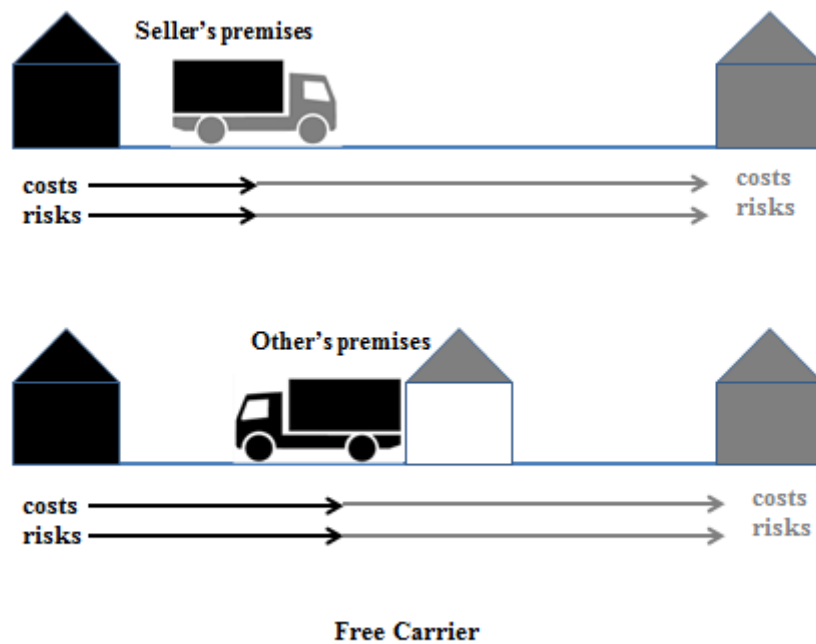 Seller's premises
costs
risks
costs
risks
Other's premises
costs
risks
costs
risks
Free Carrier